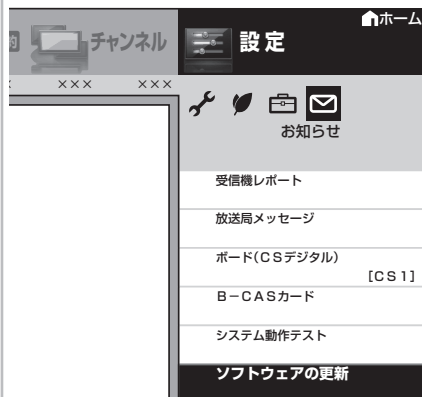 ホーム
的 チャンネル 設定
××× ×××
お知らせ
受信機レポート
放送局メッセージ
ボード(CSデジタル)
[CS1]
B−CASカード
システム動作テスト
ソフトウェアの更新